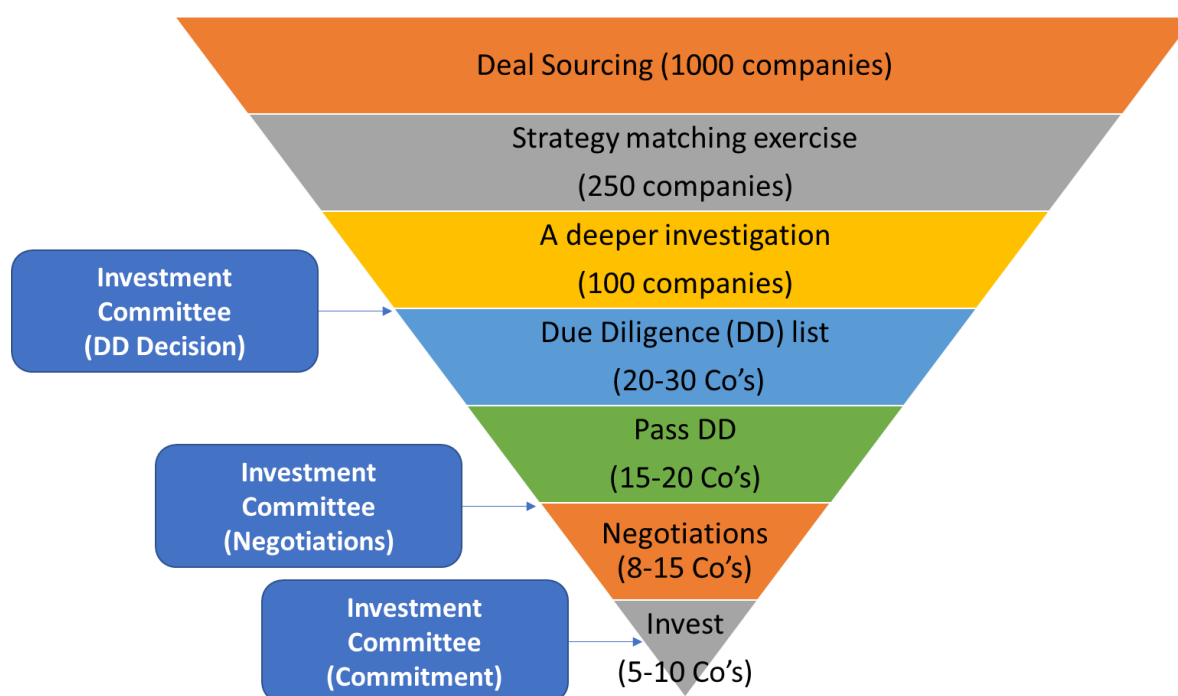 Deal Sourcing (1000 companies)
Strategy matching exercise
(250 companies)
A deeper investigation
(100 companies)
Investment
Committee
(DD Decision)
Due Diligence (DD) list
(20-30 Co’s)
Pass DD
(15-20 Co’s)
Investment
Committee
(Negotiations)
Negotiations
(8-15 Co’s)
Investment
Committee
(Commitment)
Invest
(5-10 Co’s)